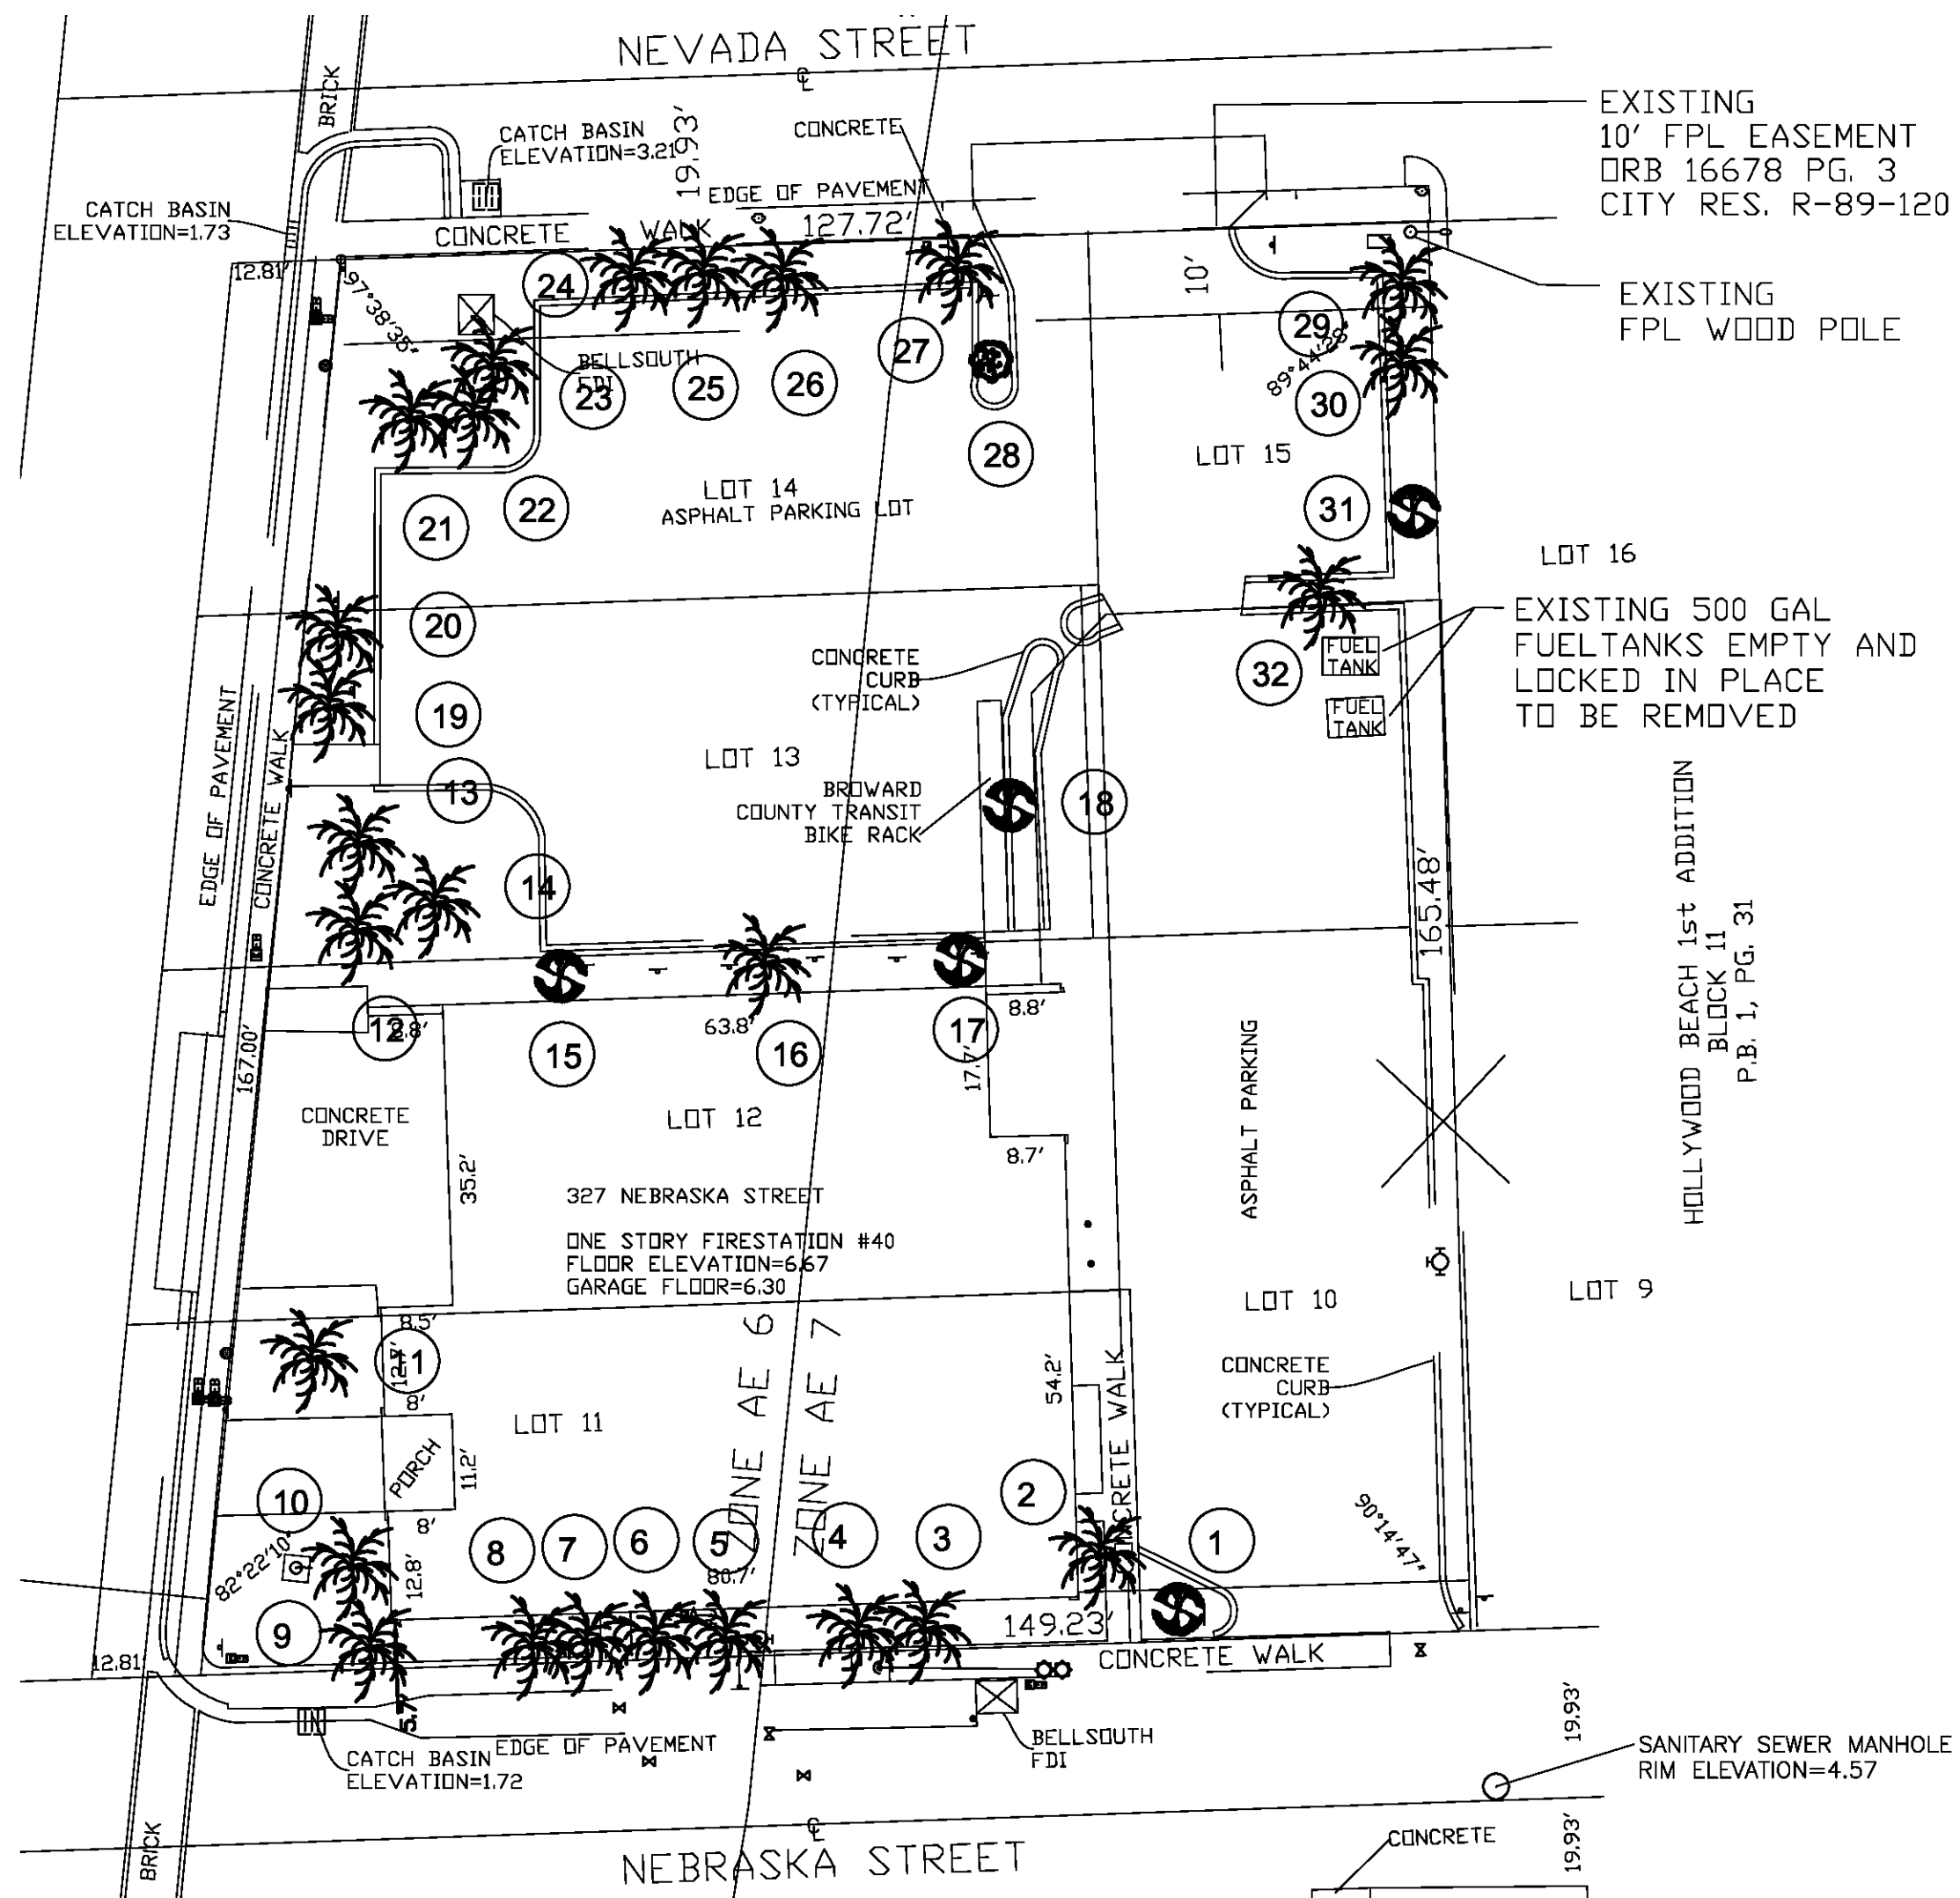 NEVADA STREET
BRICK
CATCH BASIN
ELEVATION=3.21
19.93'
CONCRETE
EXISTING
10' FPL EASEMENT
ORB 16678 PG. 3
CITY RES. R-89-120
CATCH BASIN
ELEVATION=1.73
EDGE OF PAVEMENT
CONCRETE WALK
127.72'
12.81'
97°38'35"
10'
EXISTING
FPL WOOD POLE
24
BELLSOUTH
FDI
23
25
26
27
28
29
30
LOT 15
21
22
LOT 14
ASPHALT PARKING LOT
31
LOT 16
20
EXISTING 500 GAL
FUELTANKS EMPTY AND
LOCKED IN PLACE
TO BE REMOVED
CONCRETE
CURB
(TYPICAL)
32
FUEL
TANK
FUEL
TANK
19
EDGE OF PAVEMENT
CONCRETE WALK
LOT 13
13
BROWARD
COUNTY TRANSIT
BIKE RACK
18
14
165.48'
HOLLYWOOD BEACH 1st ADDITION
BLOCK 11
P.B. 1, PG. 31
167.00'
12
15
63.8'
16
17
8.8'
17.7'
CONCRETE
DRIVE
LOT 12
8.7'
ASPHALT PARKING
35.2'
327 NEBRASKA STREET
ONE STORY FIRESTATION #40
FLOOR ELEVATION=6.67
GARAGE FLOOR=6.30
LOT 10
LOT 9
8.5'
12.7'
8'
ZONE AE 6
ZONE AE 7
54.2'
CONCRETE WALK
CONCRETE
CURB
(TYPICAL)
LOT 11
PORCH
11.2'
10
8'
2
90°14'47"
82°22'10"
8
7
6
5
4
3
1
80.7'
12.8'
9
149.23'
CONCRETE WALK
12.81
5.7'
CATCH BASIN
ELEVATION=1.72
EDGE OF PAVEMENT
BELLSOUTH
FDI
19.93'
SANITARY SEWER MANHOLE
RIM ELEVATION=4.57
BRICK
NEBRASKA STREET
CONCRETE
19.93'